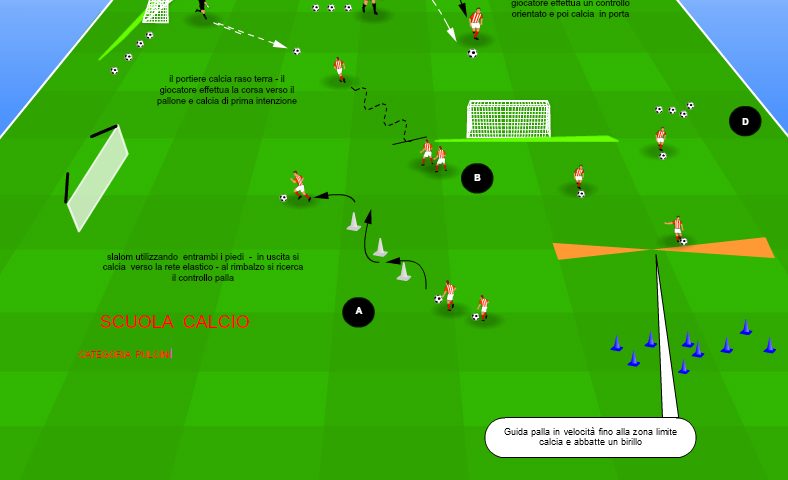 giocatore effettua un controllo
orientato e poi calcia in porta
il portiere calcia raso terra - il
giocatore effettua la corsa verso il
pallone e calcia di prima intenzione
D
B
slalom utilizzando entrambi i piedi - in uscita si
calcia verso la rete elastico - al rimbalzo si ricerca
il controllo palla
A
SCUOLA CALCIO
CATEGORIA PULCINI
Guida palla in velocità fino alla zona limite
calcia e abbatte un birillo